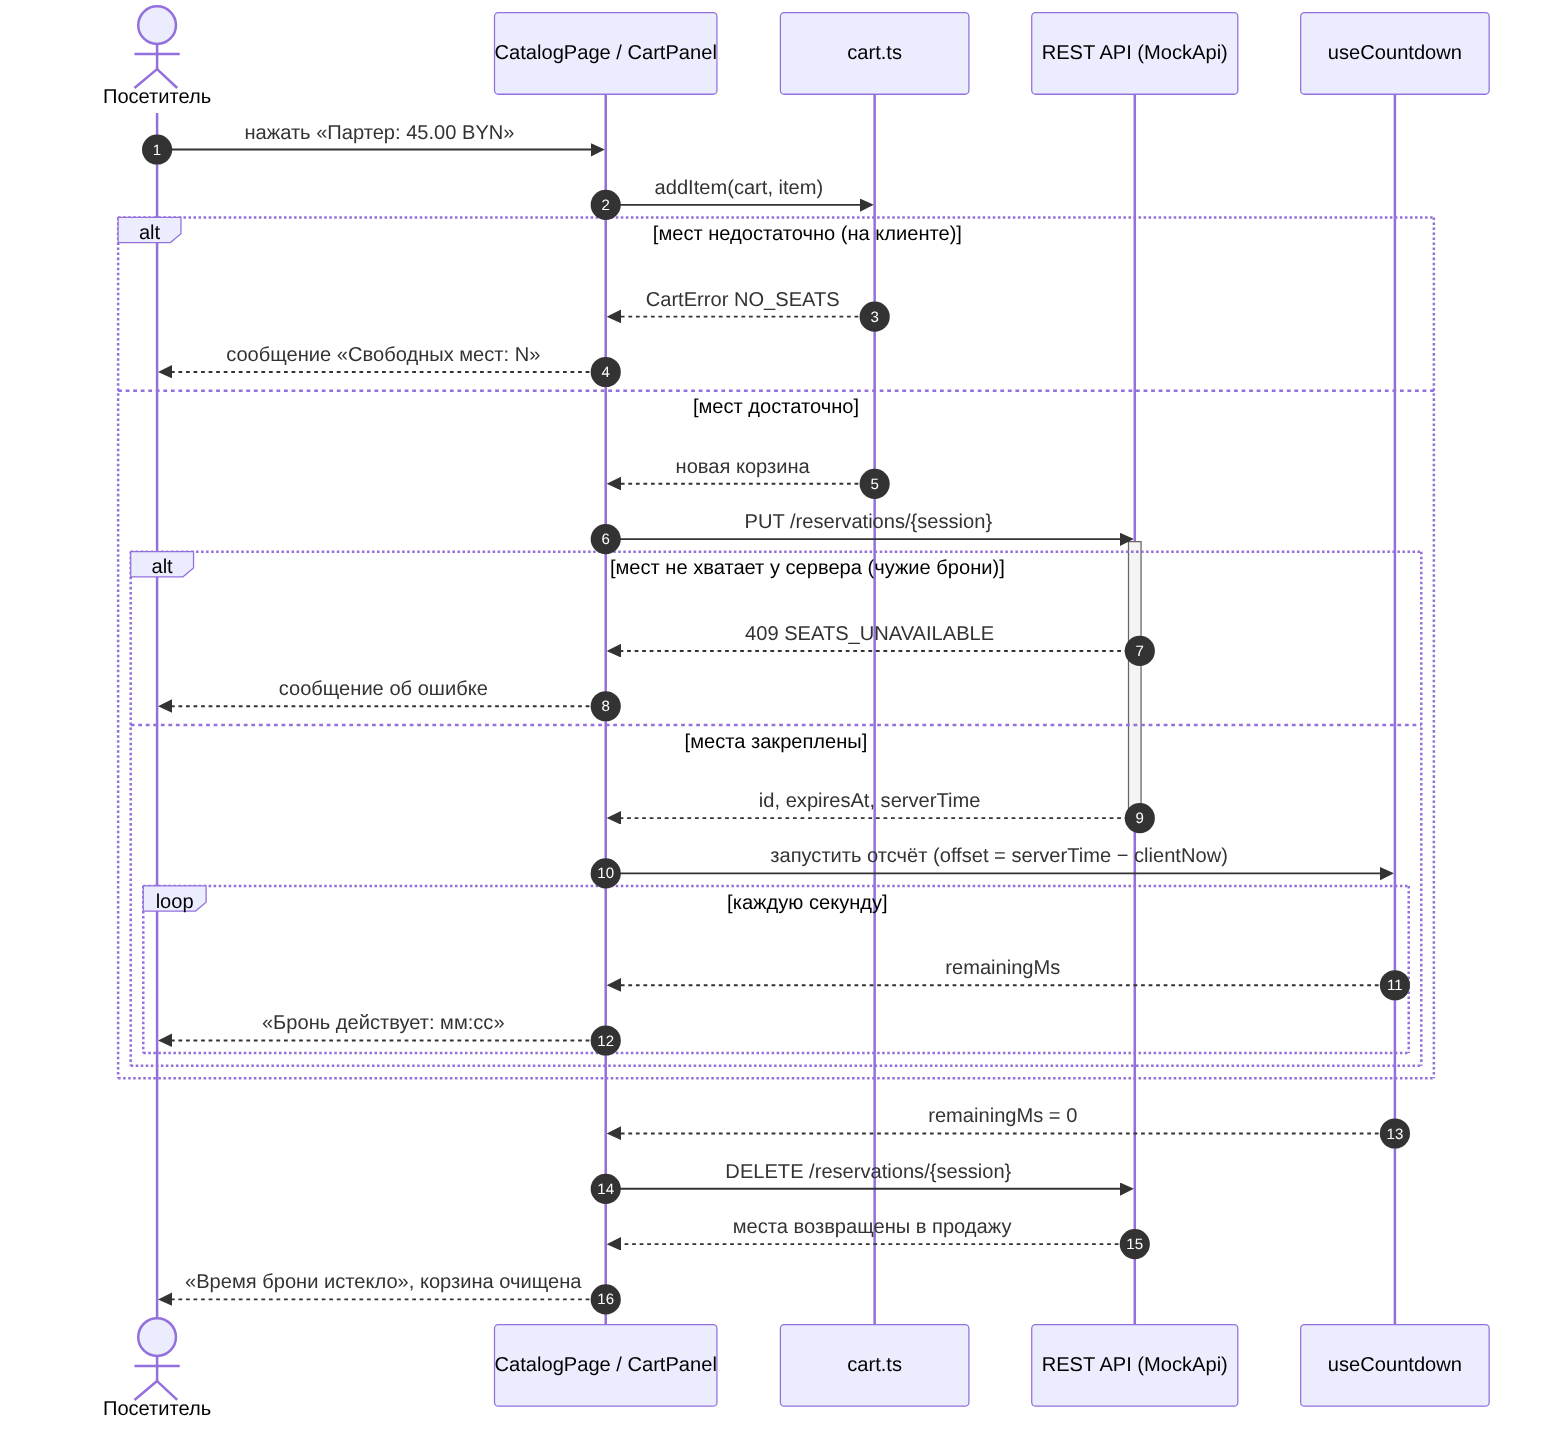 Посетитель
CatalogPage / CartPanel
cart.ts
REST API (MockApi)
useCountdown
1
нажать «Партер: 45.00 BYN»
2
addItem(cart, item)
alt
[мест недостаточно (на клиенте)]
CartError NO_SEATS
3
сообщение «Свободных мест: N»
4
[мест достаточно]
новая корзина
5
6
PUT /reservations/{session}
alt
[мест не хватает у сервера (чужие брони)]
409 SEATS_UNAVAILABLE
7
сообщение об ошибке
8
[места закреплены]
id, expiresAt, serverTime
9
10
запустить отсчёт (offset = serverTime − clientNow)
loop
[каждую секунду]
remainingMs
11
«Бронь действует: мм:сс»
12
remainingMs = 0
13
14
DELETE /reservations/{session}
места возвращены в продажу
15
«Время брони истекло», корзина очищена
16
Посетитель
CatalogPage / CartPanel
cart.ts
REST API (MockApi)
useCountdown